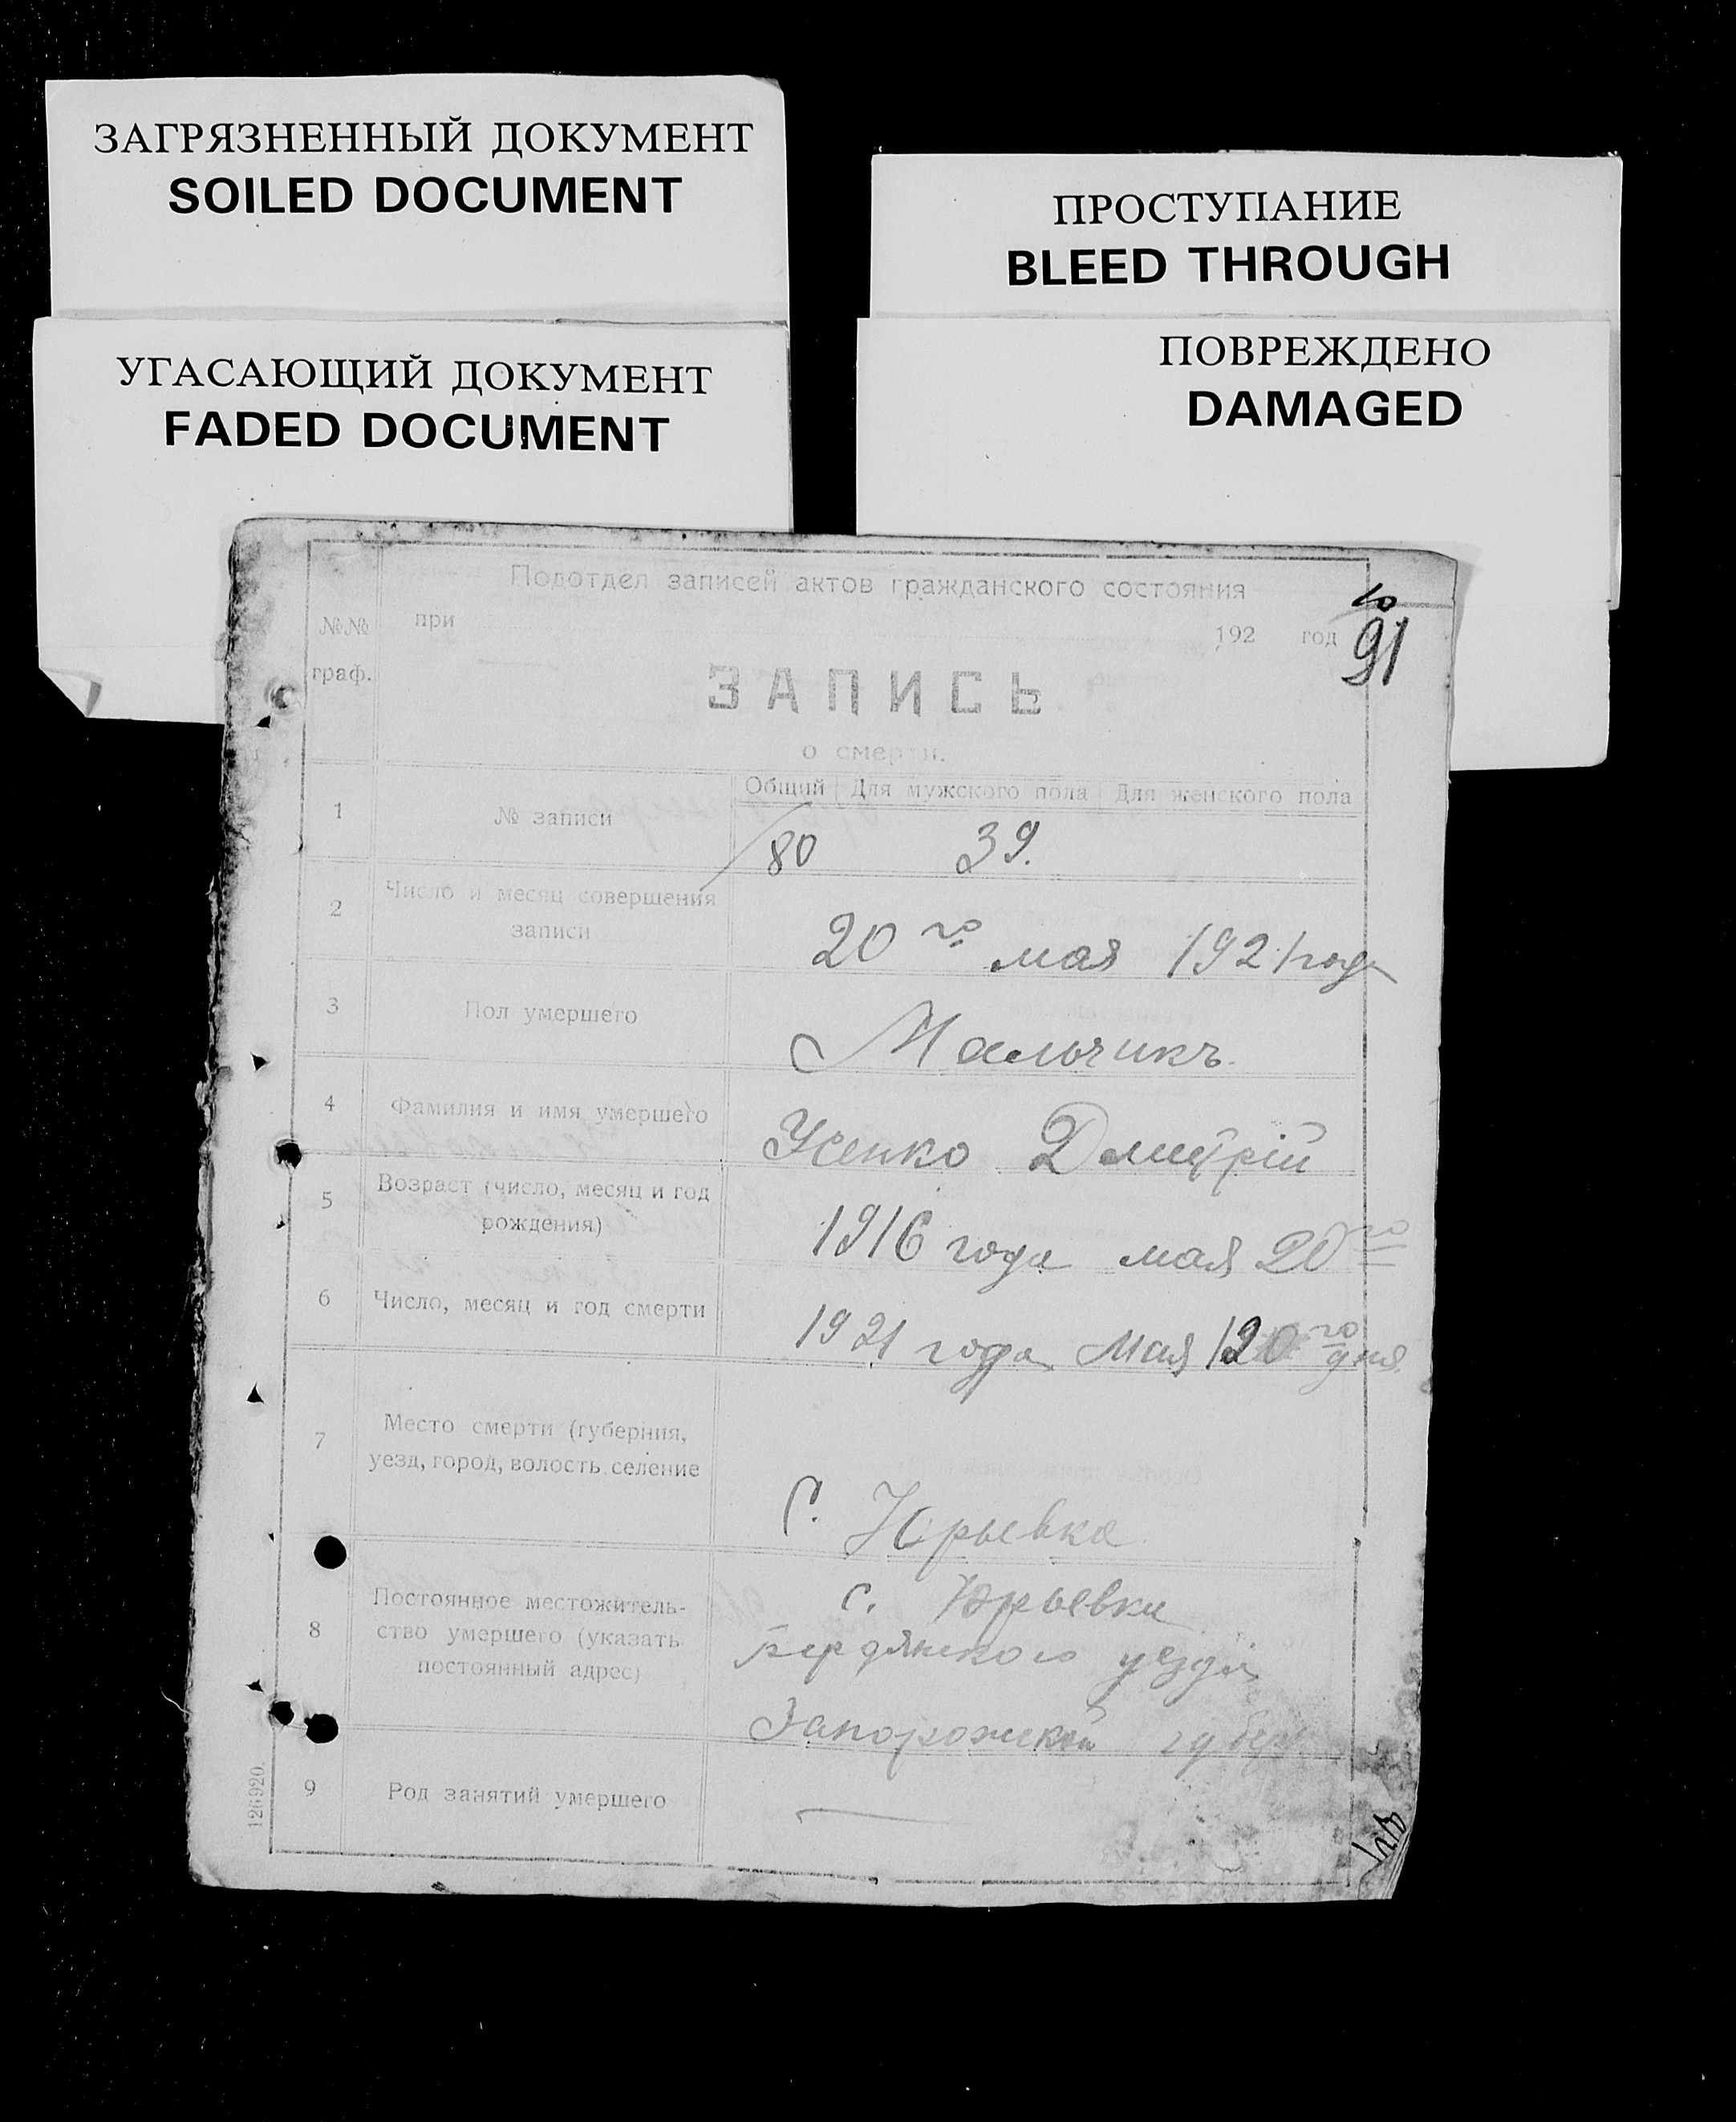 ЗАГРЯЗНЕННЫЙ ДОКУМЕНТ
SOILED DOCUMENT
УГАСАЮЩИЙ ДОКУМЕНТ
FADED DOCUMENT
ПРОСТУПАНИЕ
BLEED THROUGH
ПОВРЕЖДЕНО
DAMAGED
Подотдел записей актов гражданского состояния
№№ граф.
при 192 год
91
ЗАПИСЬ
о смерти.
Общий Для мужского пола Для женского пола
1 № записи 80 39.
2 Число и месяц совершения
записи
20го мая 1921 года
3 Пол умершего Мальчикъ
4 Фамилия и имя умершего Усенко Дмитрій
5 Возраст (число, месяц и год
рождения)
1916 года мая 20го
6 Число, месяц и год смерти 1921 года Мая 20го дня
7 Место смерти (губерния,
уезд, город, волость, селение
С. Юрьевка
8 Постоянное местожитель-
ство умершего (указать
постоянный адрес)
с. Юрьевки
Бердянского уезда
Запорожской губер.
9 Род занятий умершего
126920.